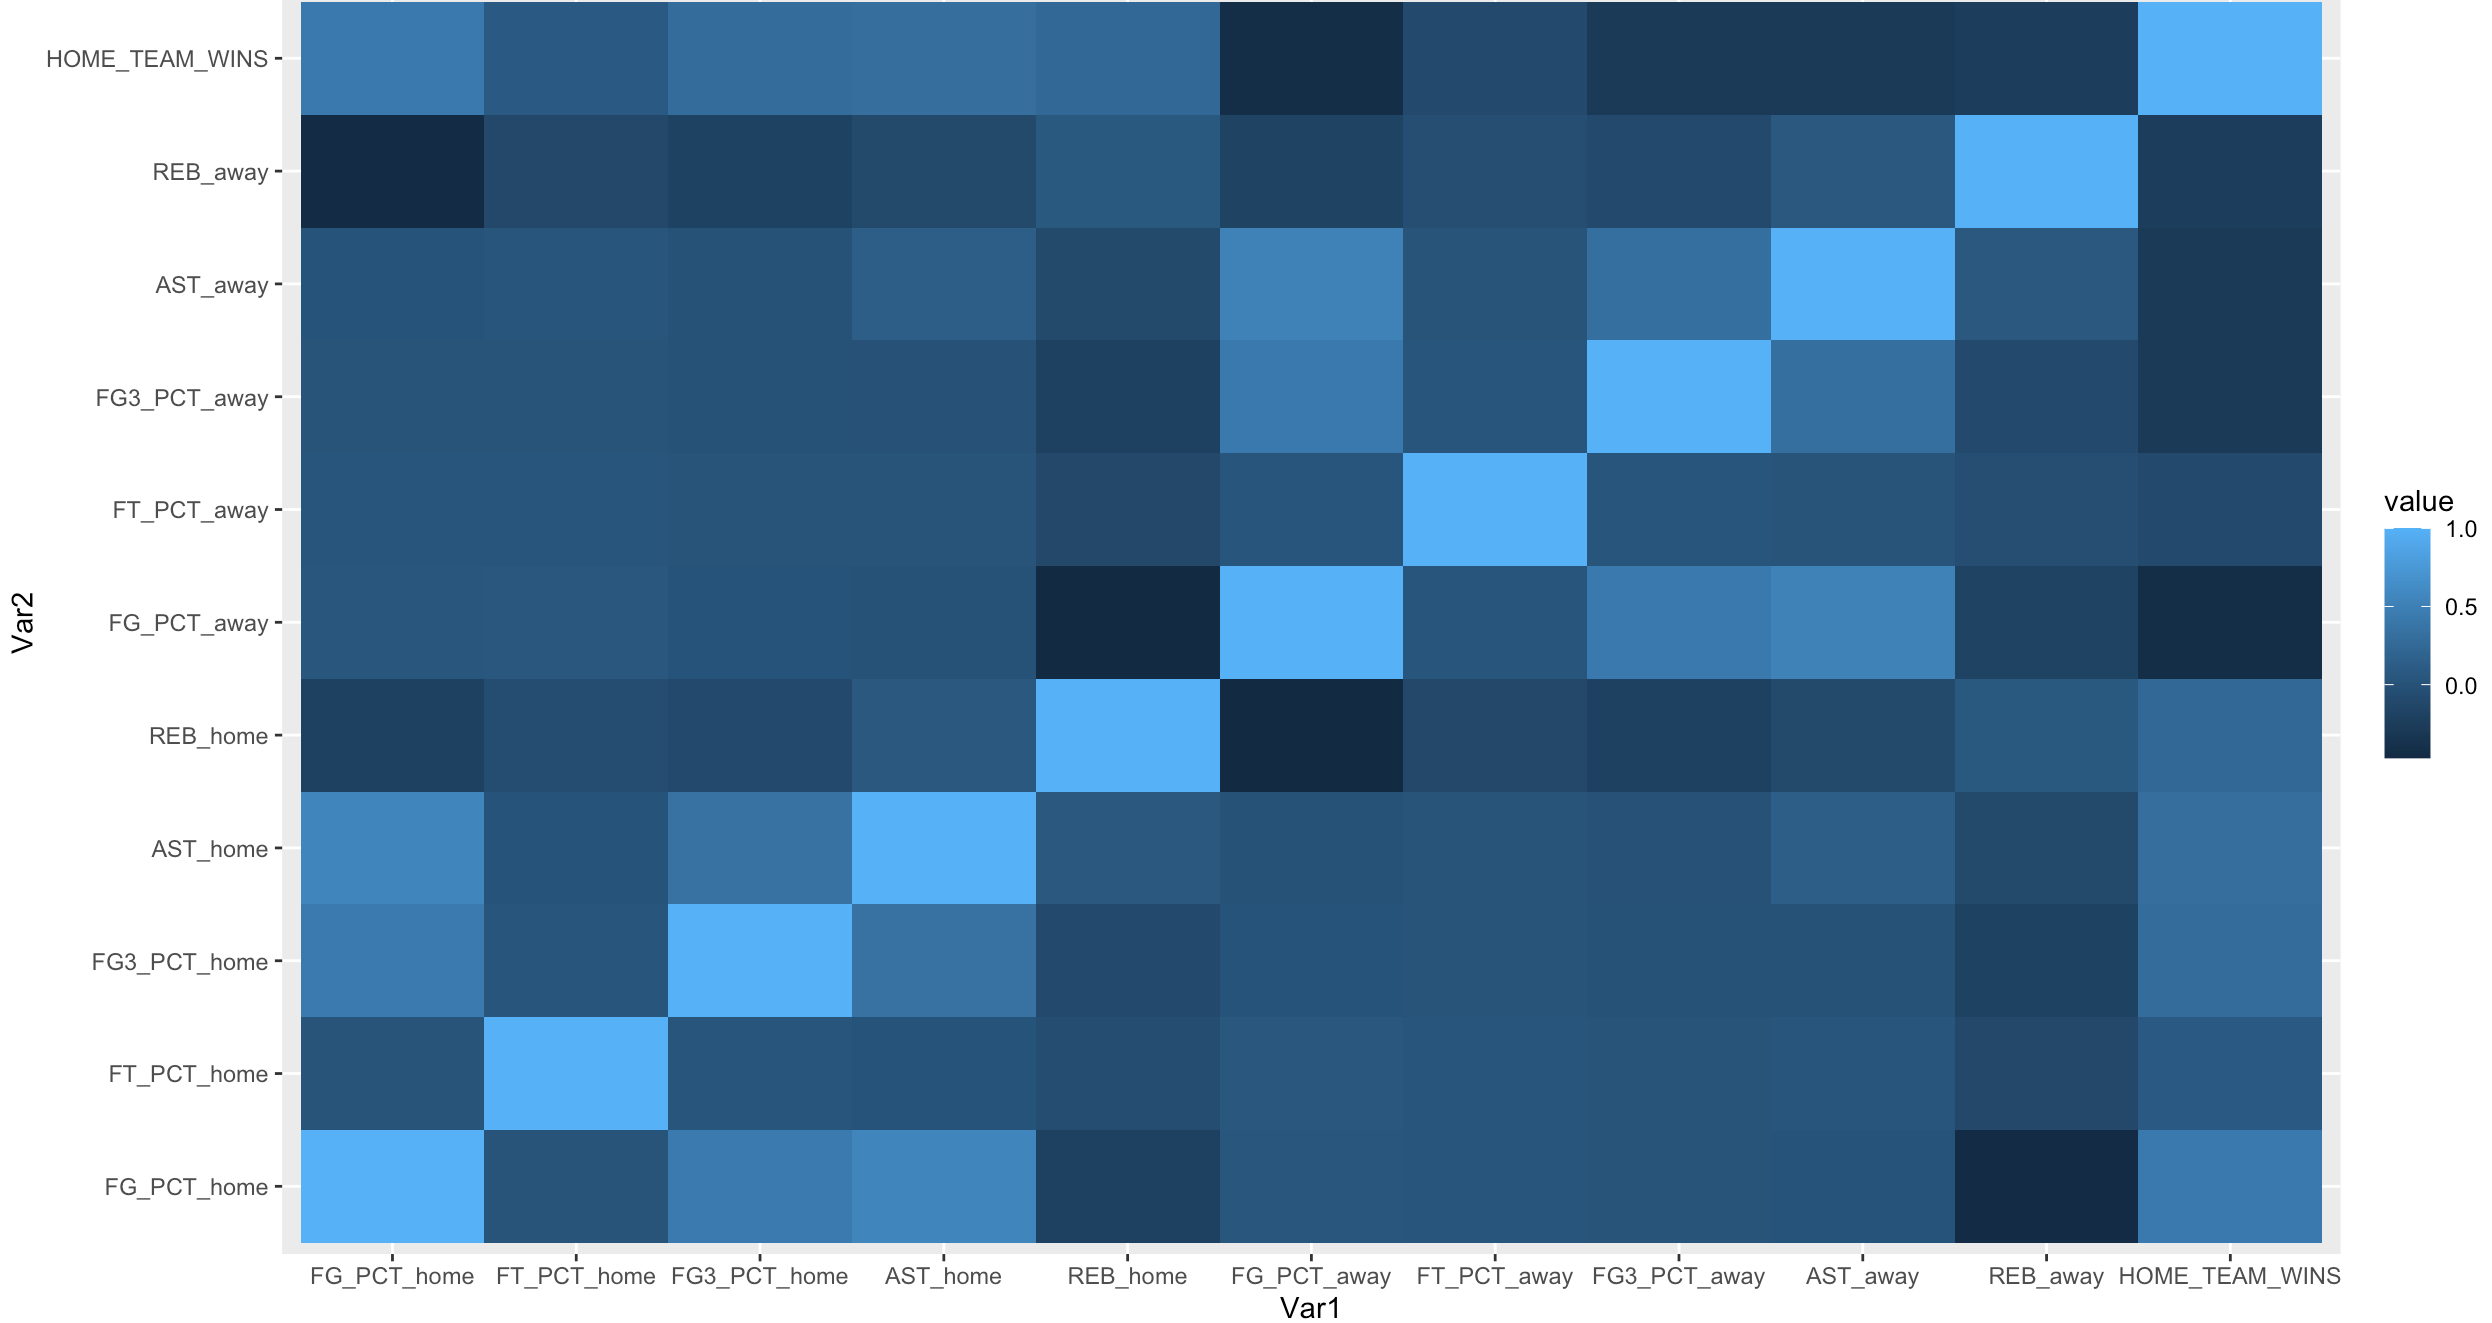 HOME_TEAM_WINS
REB_away
AST_away
FG3_PCT_away
FT_PCT_away
FG_PCT_away
REB_home
AST_home
FG3_PCT_home
FT_PCT_home
FG_PCT_home
Var2
FG_PCT_home FT_PCT_home FG3_PCT_home AST_home REB_home FG_PCT_away FT_PCT_away FG3_PCT_away AST_away REB_away HOME_TEAM_WINS
Var1
value
1.0
0.5
0.0